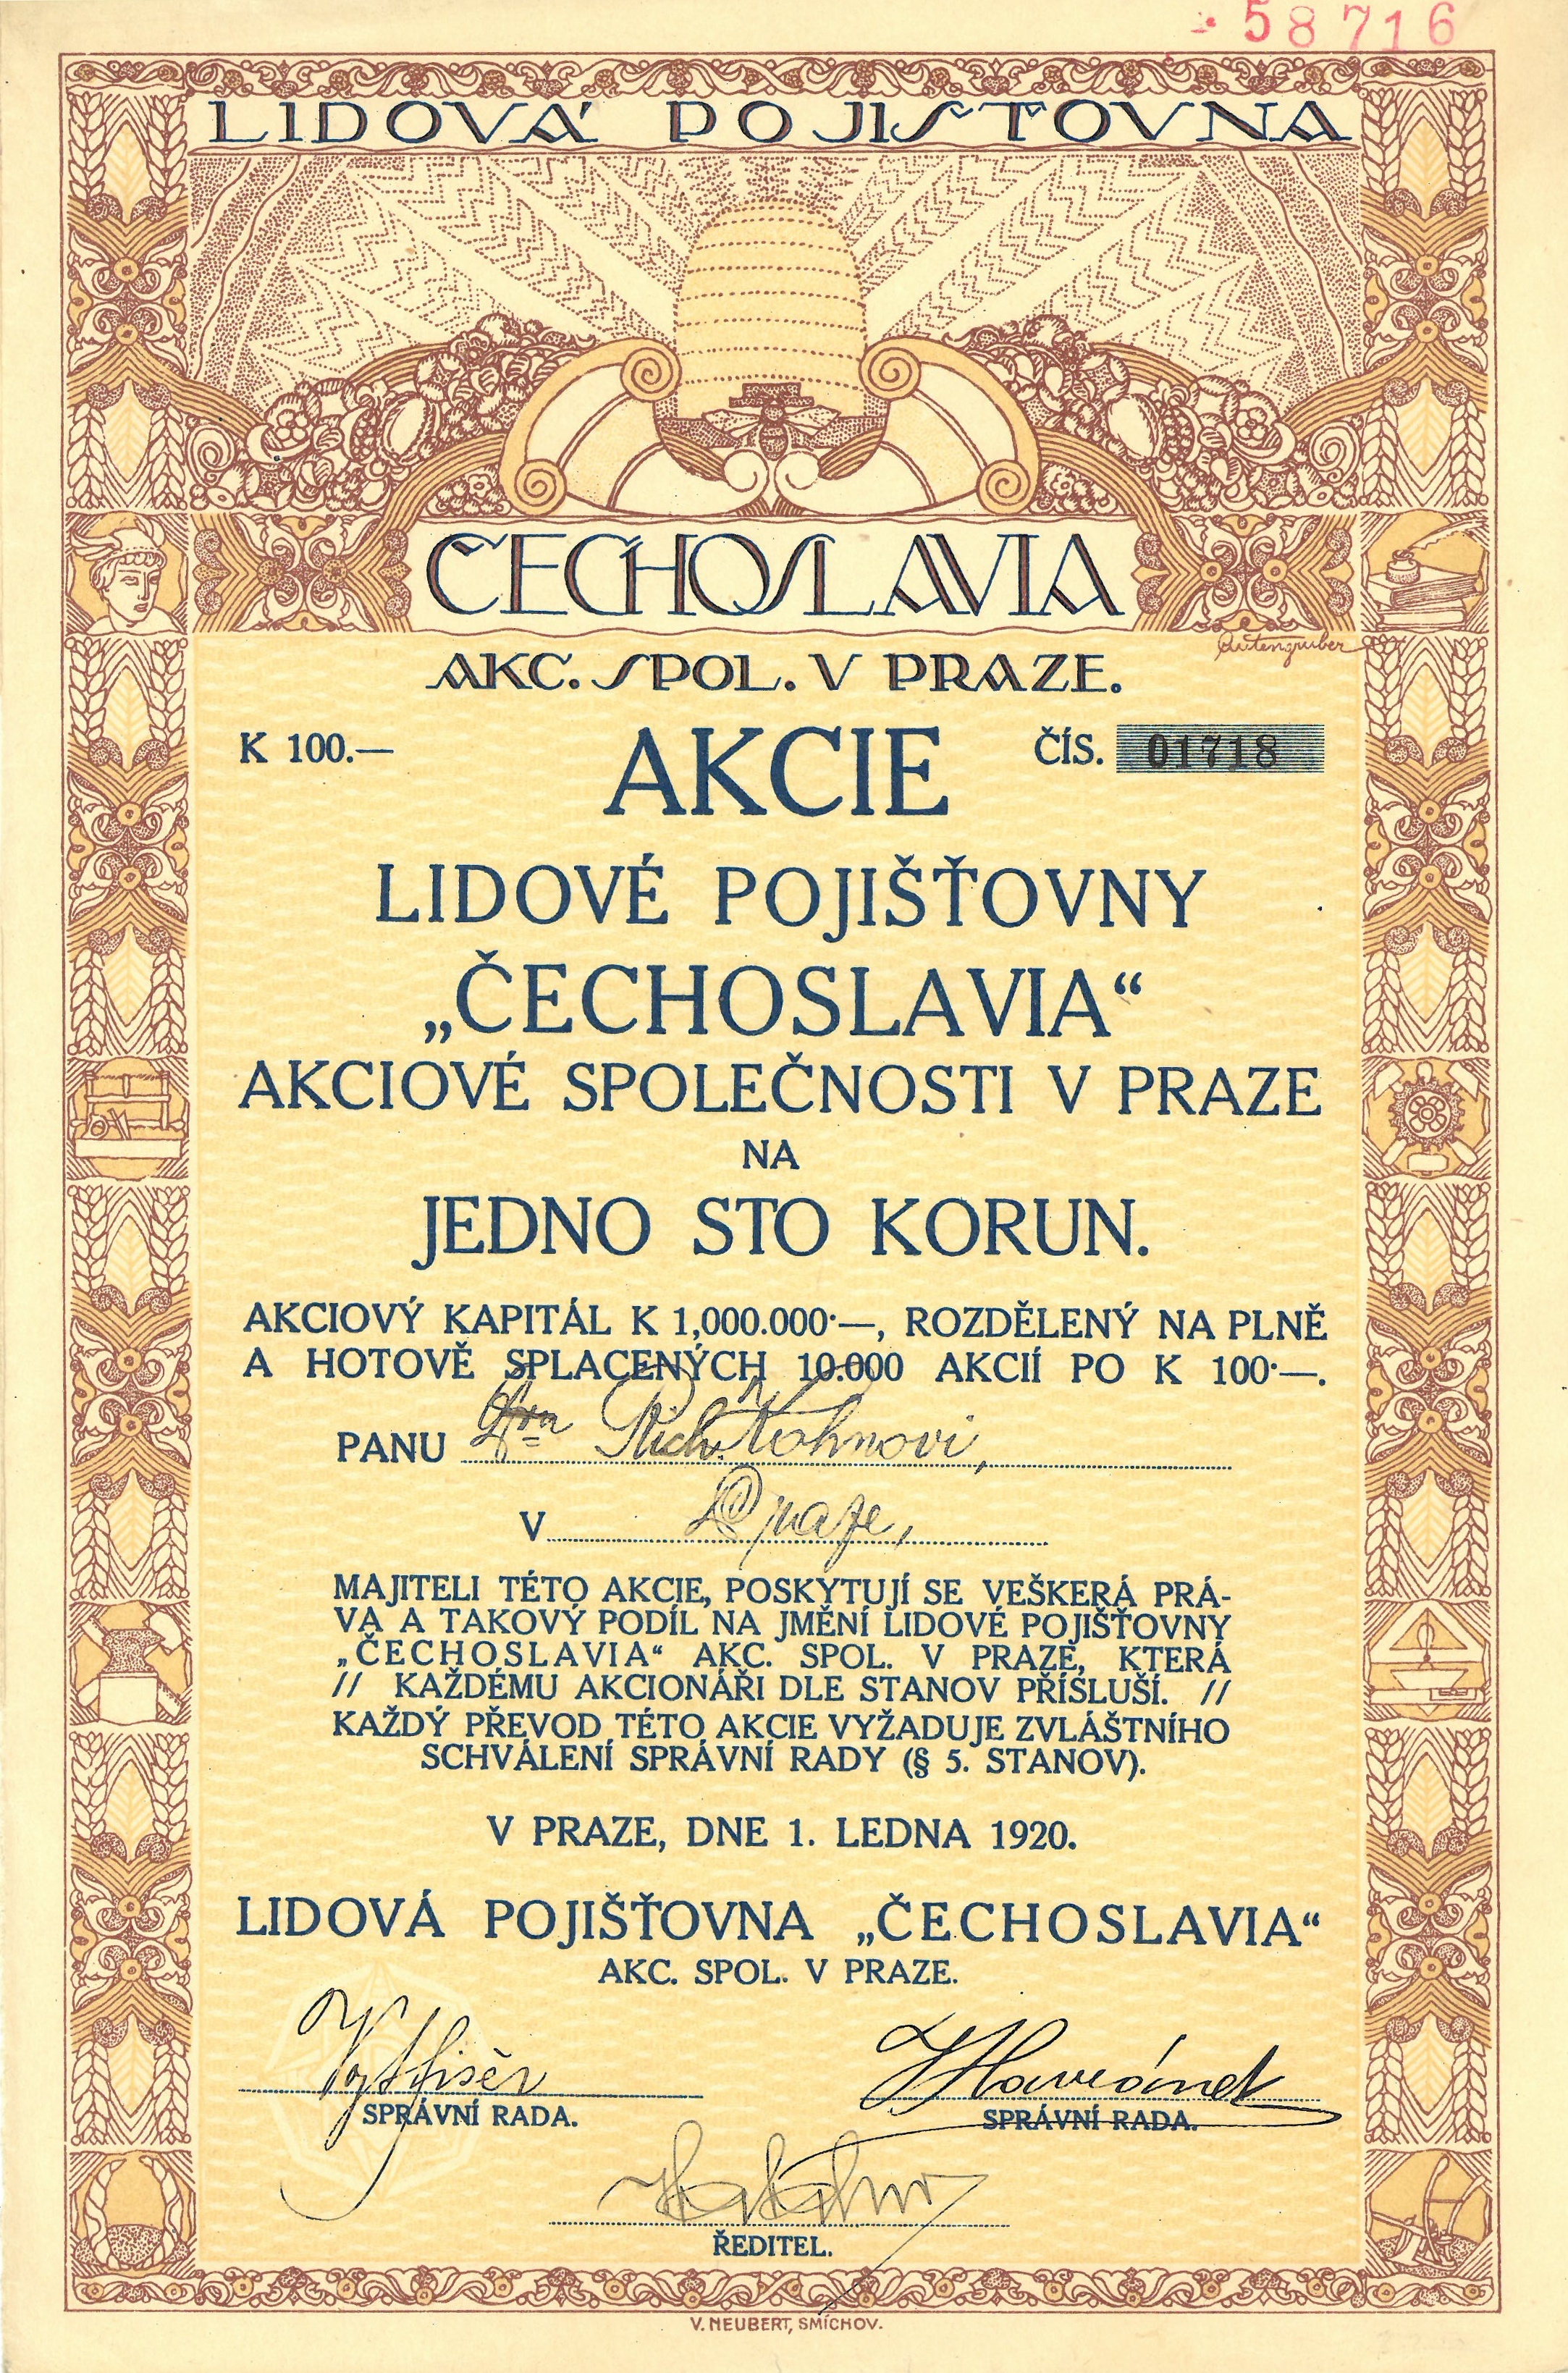 58716
LIDOVÁ POJISTOVNA
ČECHOSLAVIA
AKC. SPOL. V PRAZE.
K 100.—
AKCIE
ČÍS. 01718
LIDOVÉ POJIŠŤOVNY
„ČECHOSLAVIA“
AKCIOVÉ SPOLEČNOSTI V PRAZE
NA
JEDNO STO KORUN.
AKCIOVÝ KAPITÁL K 1,000.000·—, ROZDĚLENÝ NA PLNĚ
A HOTOVĚ SPLACENÝCH 10.000 AKCIÍ PO K 100·—.
PANU Rich. Kohnovi,
V Praze,
MAJITELI TÉTO AKCIE, POSKYTUJÍ SE VEŠKERÁ PRÁ-
VA A TAKOVÝ PODÍL NA JMĚNÍ LIDOVÉ POJIŠŤOVNY
„ČECHOSLAVIA“ AKC. SPOL. V PRAZE, KTERÁ
// KAŽDÉMU AKCIONÁŘI DLE STANOV PŘÍSLUŠÍ. //
KAŽDÝ PŘEVOD TÉTO AKCIE VYŽADUJE ZVLÁŠTNÍHO
SCHVÁLENÍ SPRÁVNÍ RADY (§ 5. STANOV).
V PRAZE, DNE 1. LEDNA 1920.
LIDOVÁ POJIŠŤOVNA „ČECHOSLAVIA“
AKC. SPOL. V PRAZE.
SPRÁVNÍ RADA.
SPRÁVNÍ RADA.
ŘEDITEL.
V. NEUBERT, SMÍCHOV.